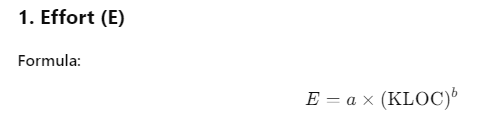 1. Effort (E)
Formula:
E = a × (KLOC)^b